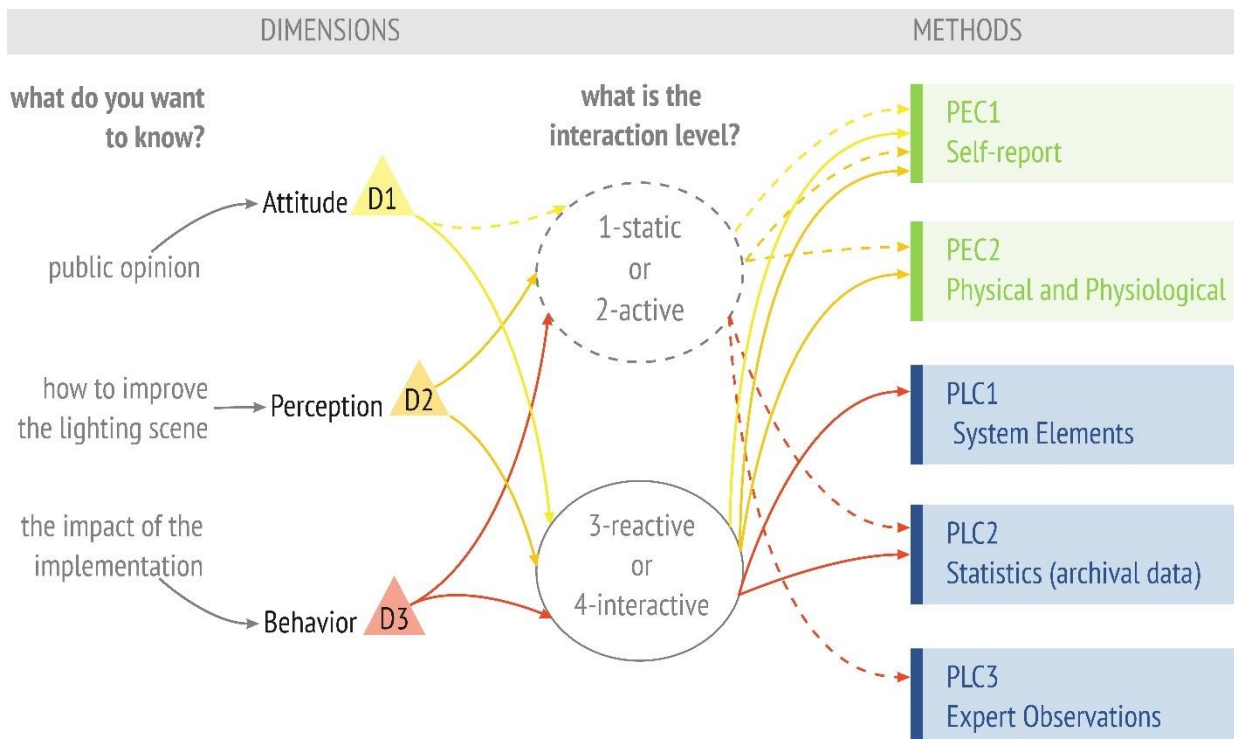 DIMENSIONS
METHODS
what do you want
to know?
what is the
interaction level?
PEC1
Self-report
Attitude
D1
public opinion
1-static
or
2-active
PEC2
Physical and Physiological
how to improve
the lighting scene
Perception
D2
PLC1
System Elements
the impact of the
implementation
Behavior
D3
3-reactive
or
4-interactive
PLC2
Statistics (archival data)
PLC3
Expert Observations